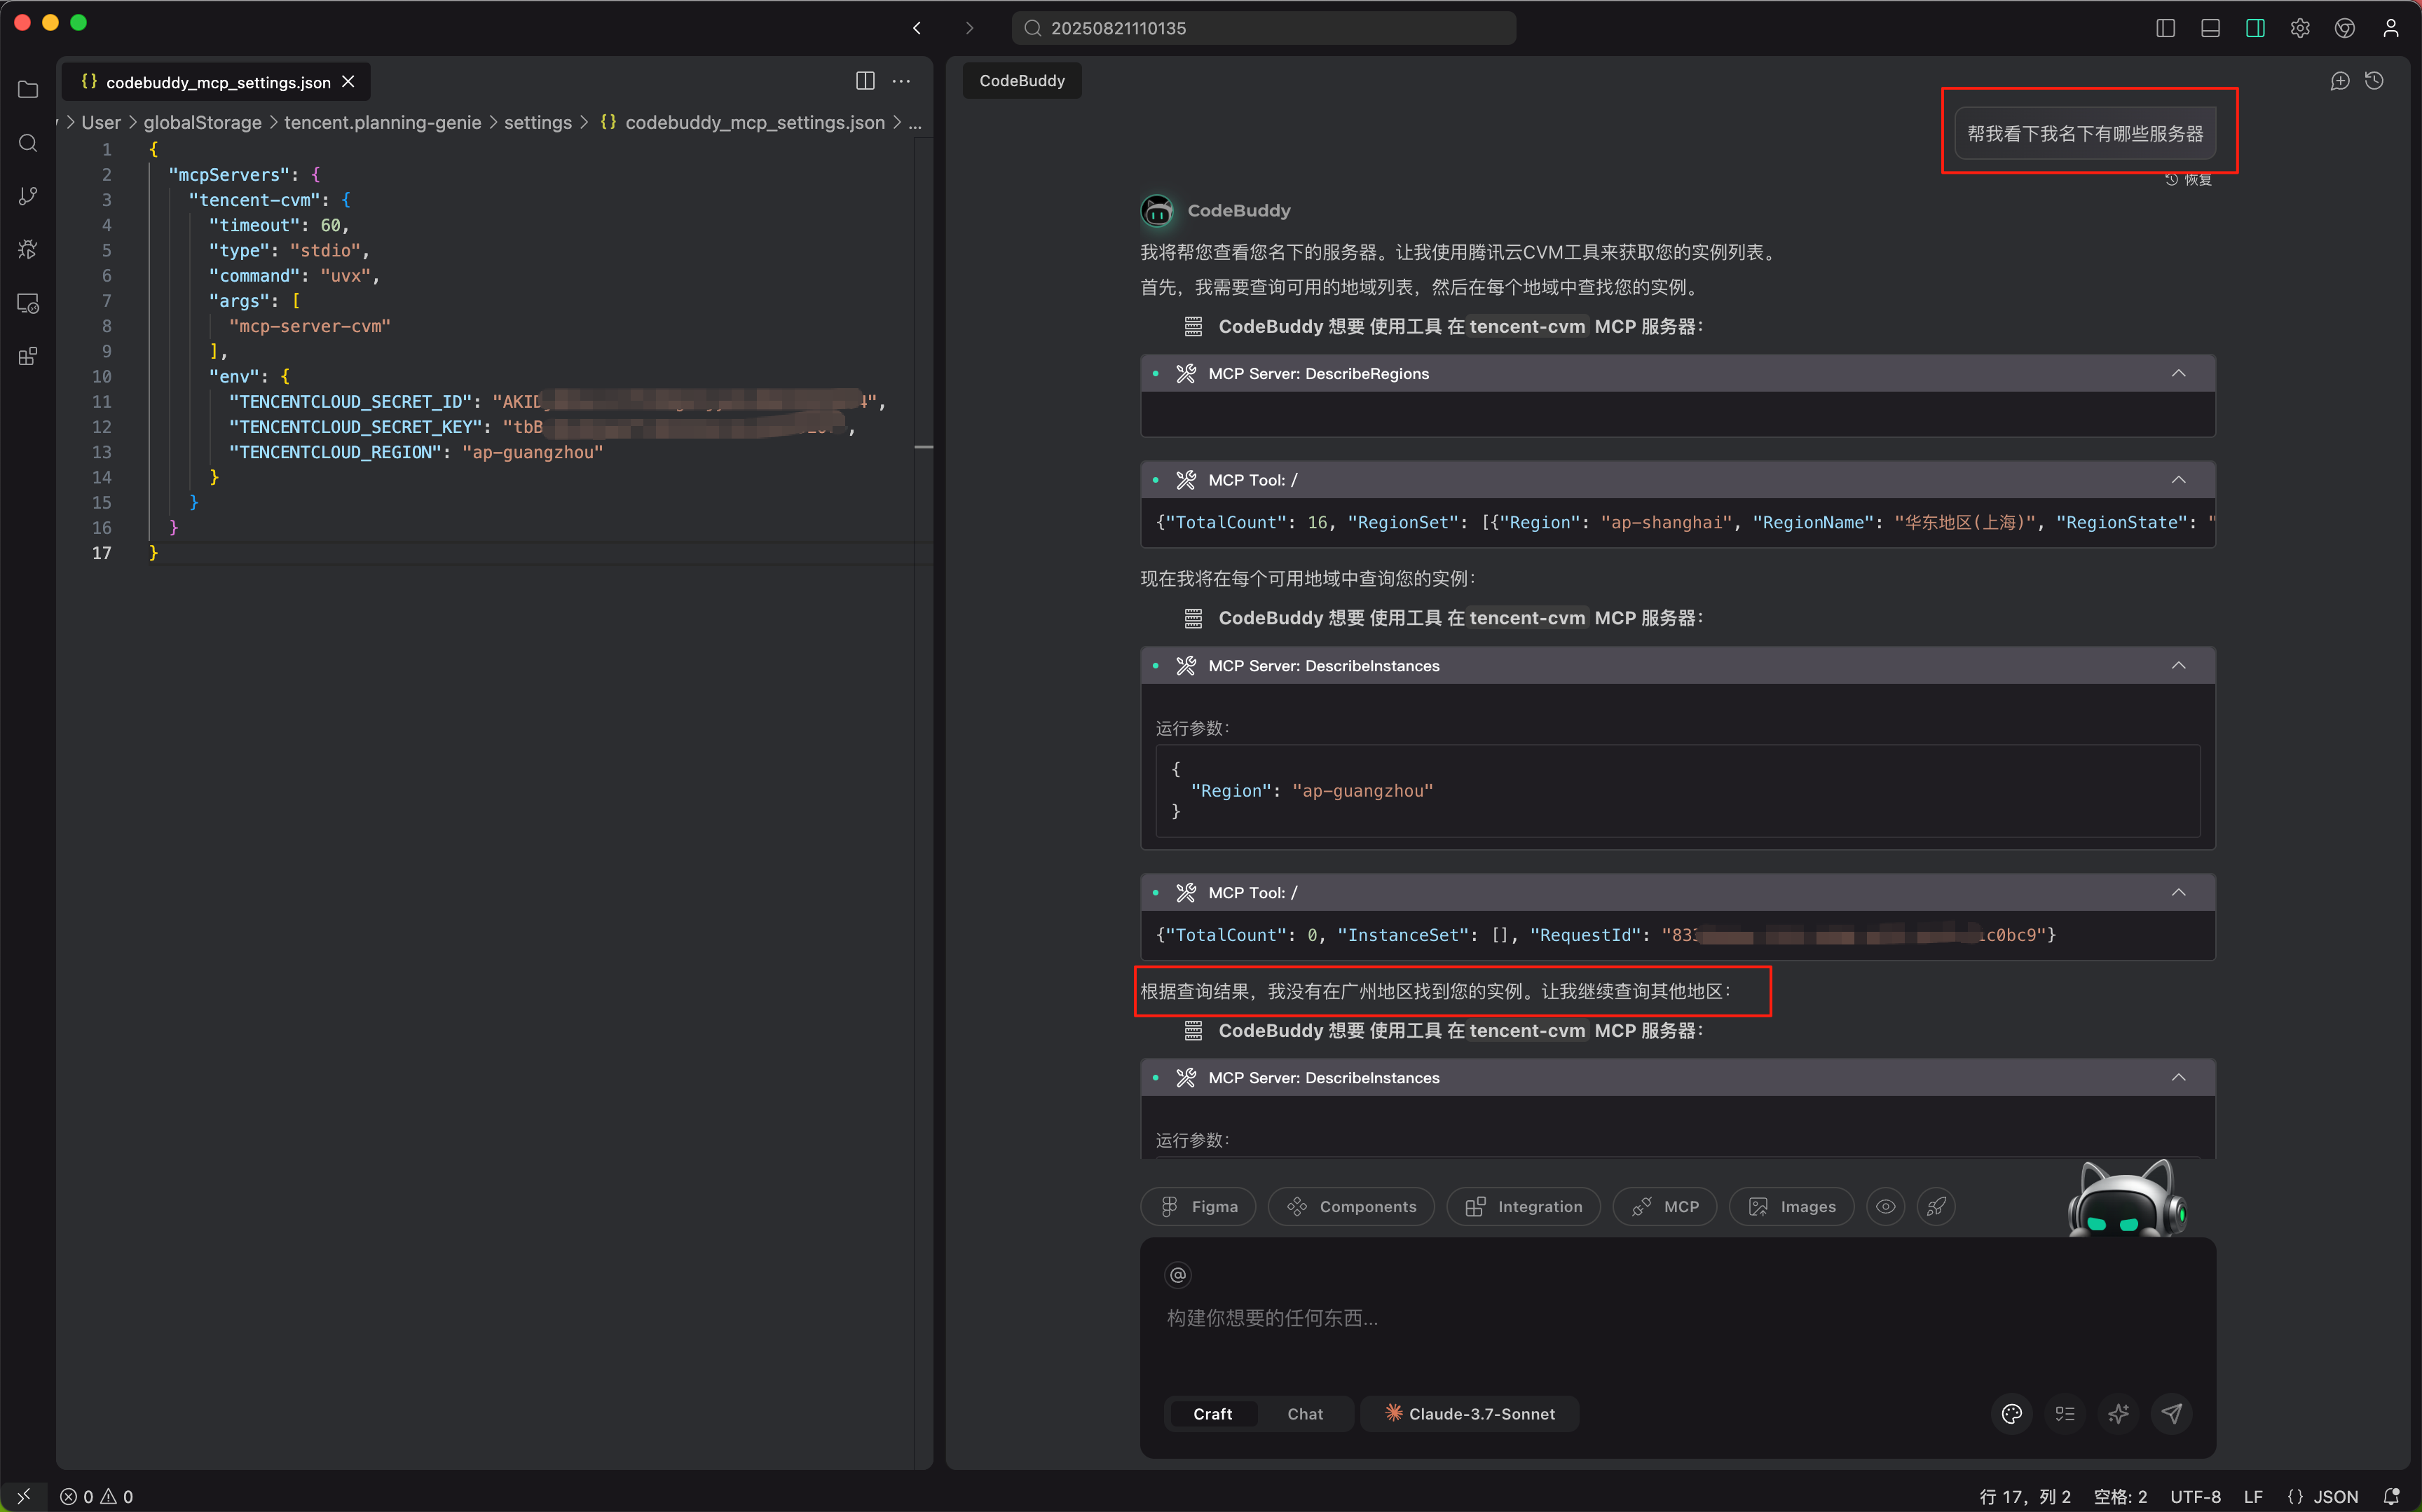 20250821110135
{} codebuddy_mcp_settings.json
User > globalStorage > tencent.planning-genie > settings > {} codebuddy_mcp_settings.json > ...
1 {
2 "mcpServers": {
3 "tencent-cvm": {
4 "timeout": 60,
5 "type": "stdio",
6 "command": "uvx",
7 "args": [
8 "mcp-server-cvm"
9 ],
10 "env": {
11 "TENCENTCLOUD_SECRET_ID": "AKID 4",
12 "TENCENTCLOUD_SECRET_KEY": "tbB ,
13 "TENCENTCLOUD_REGION": "ap-guangzhou"
14 }
15 }
16 }
17 }
CodeBuddy
帮我看下我名下有哪些服务器
恢复
CodeBuddy
我将帮您查看您名下的服务器。让我使用腾讯云CVM工具来获取您的实例列表。
首先，我需要查询可用的地域列表，然后在每个地域中查找您的实例。
CodeBuddy 想要 使用工具 在 tencent-cvm MCP 服务器：
MCP Server: DescribeRegions
MCP Tool: /
{"TotalCount": 16, "RegionSet": [{"Region": "ap-shanghai", "RegionName": "华东地区(上海)", "RegionState": "
现在我将在每个可用地域中查询您的实例：
CodeBuddy 想要 使用工具 在 tencent-cvm MCP 服务器：
MCP Server: DescribeInstances
运行参数：
{
"Region": "ap-guangzhou"
}
MCP Tool: /
{"TotalCount": 0, "InstanceSet": [], "RequestId": "833 1c0bc9"}
根据查询结果，我没有在广州地区找到您的实例。让我继续查询其他地区：
CodeBuddy 想要 使用工具 在 tencent-cvm MCP 服务器：
MCP Server: DescribeInstances
运行参数：
Figma
Components
Integration
MCP
Images
@
构建你想要的任何东西...
Craft
Chat
Claude-3.7-Sonnet
0 0
行 17，列 2
空格: 2
UTF-8
LF
{} JSON